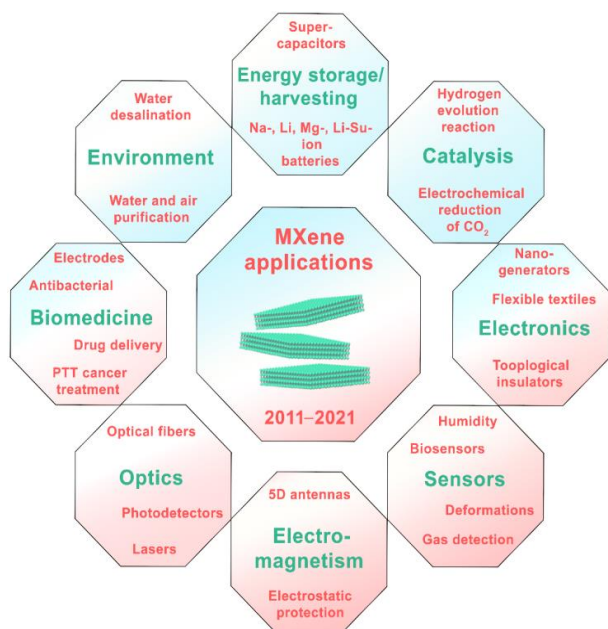 Super-
capacitors
Energy storage/
harvesting
Na-, Li, Mg-, Li-Su-
ion
batteries
Water
desalination
Environment
Water and air
purification
Hydrogen
evolution
reaction
Catalysis
Electrochemical
reduction
of CO₂
MXene
applications
2011–2021
Electrodes
Antibacterial
Biomedicine
Drug delivery
PTT cancer
treatment
Nano-
generators
Flexible textiles
Electronics
Tooplogical
insulators
Optical fibers
Optics
Photodetectors
Lasers
5D antennas
Electro-
magnetism
Electrostatic
protection
Humidity
Biosensors
Sensors
Deformations
Gas detection